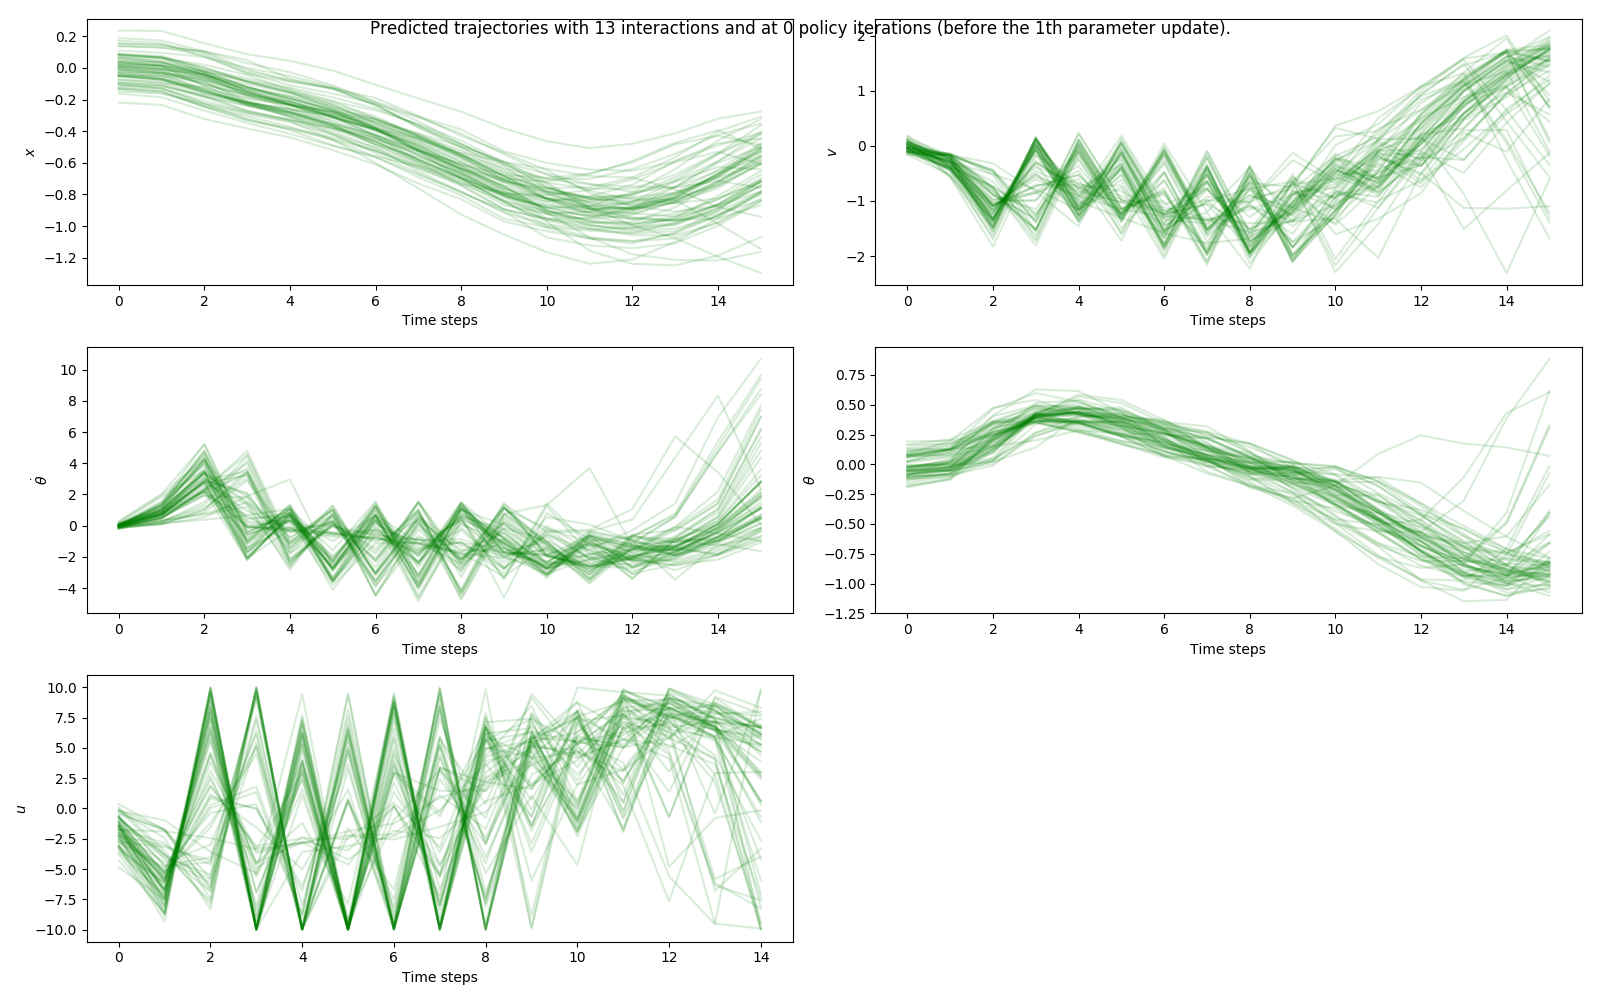 Predicted trajectories with 13 interactions and at 0 policy iterations (before the 1th parameter update).
0.2
0.0
−0.2
−0.4
−0.6
−0.8
−1.0
−1.2
x
0 2 4 6 8 10 12 14
Time steps
2
1
0
−1
−2
v
0 2 4 6 8 10 12 14
Time steps
10
8
6
4
2
0
−2
−4
θ̇
0 2 4 6 8 10 12 14
Time steps
0.75
0.50
0.25
0.00
−0.25
−0.50
−0.75
−1.00
−1.25
θ
0 2 4 6 8 10 12 14
Time steps
10.0
7.5
5.0
2.5
0.0
−2.5
−5.0
−7.5
−10.0
u
0 2 4 6 8 10 12 14
Time steps